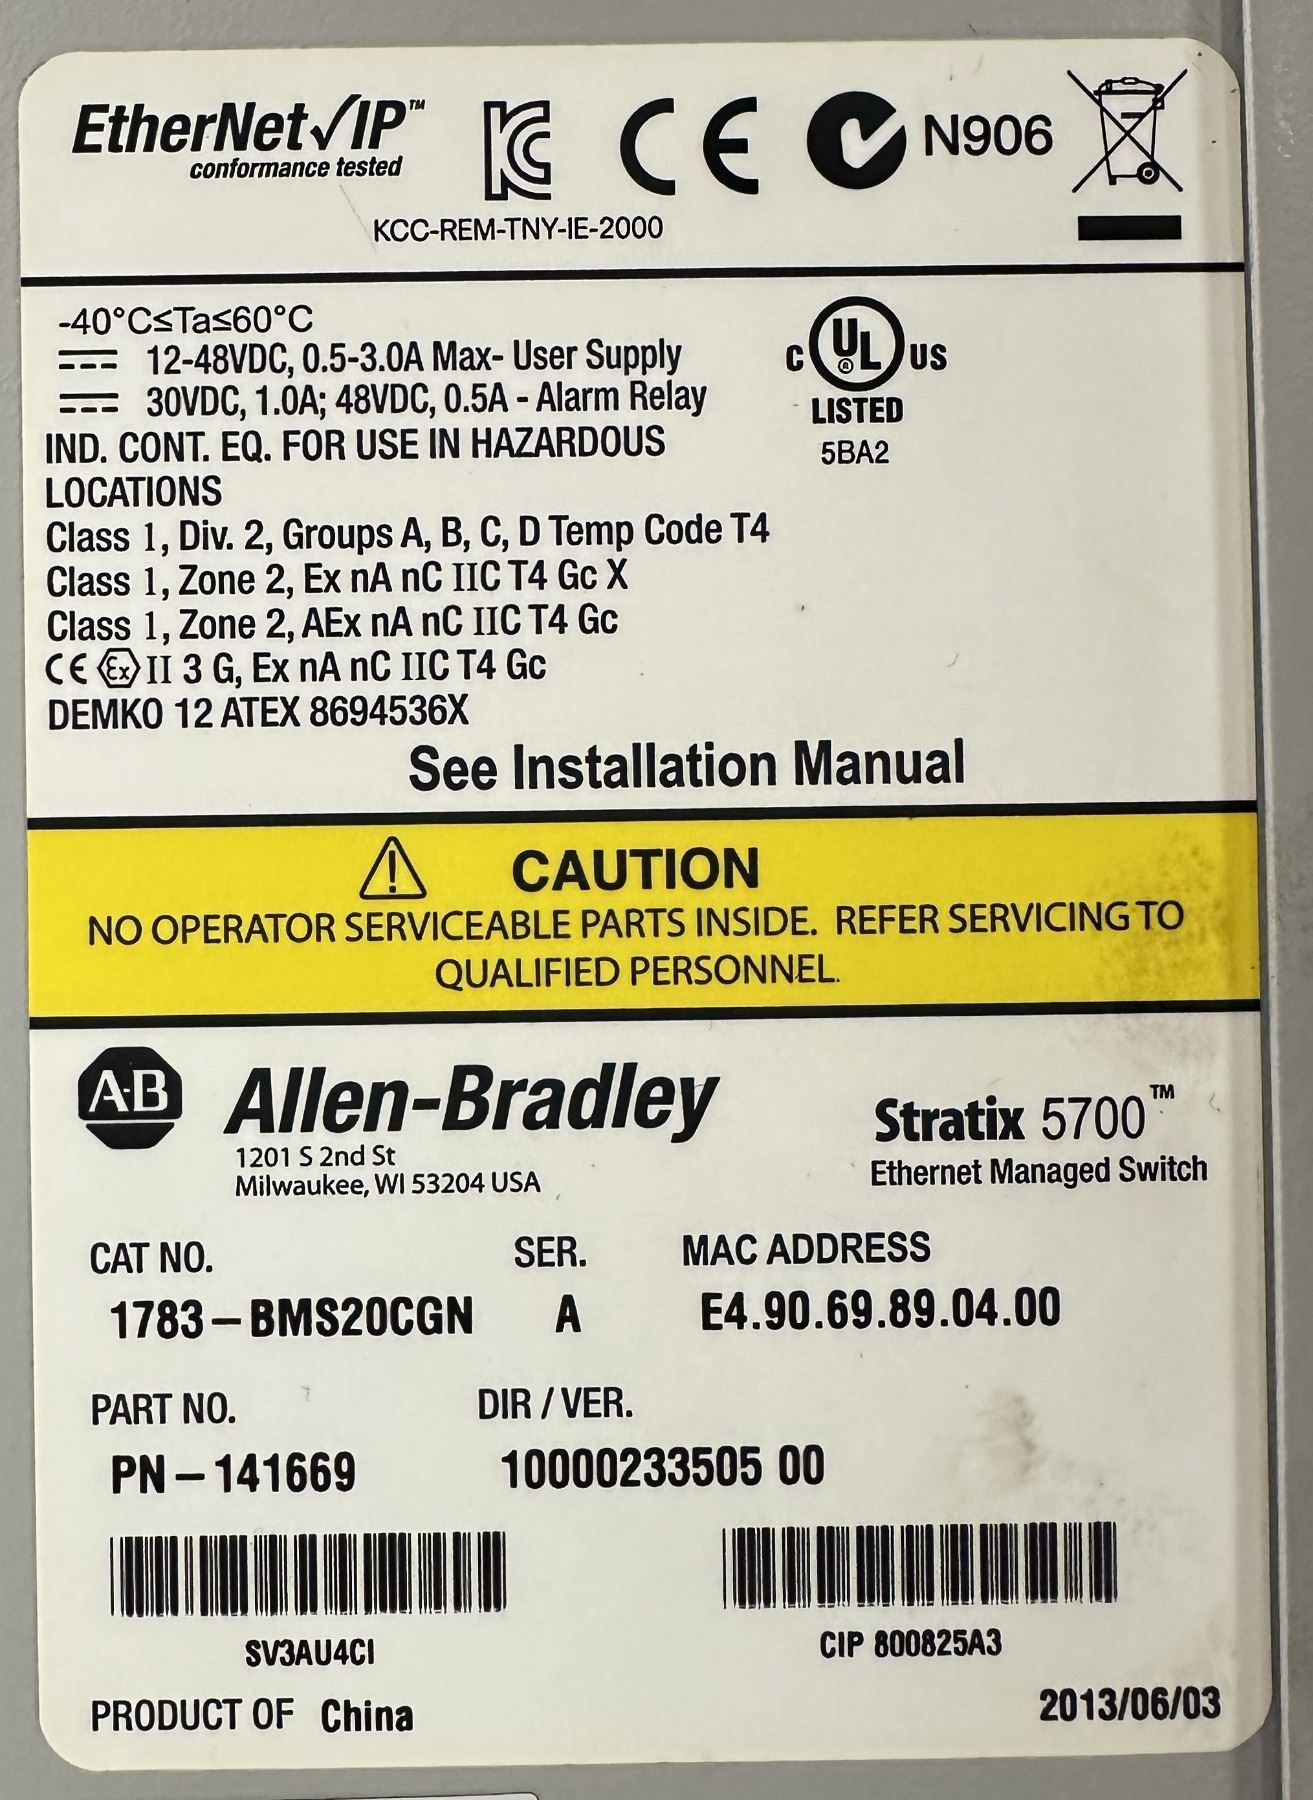 EtherNet/IP™
conformance tested
KCC-REM-TNY-IE-2000
CE
N906
-40°C≤Ta≤60°C
12-48VDC, 0.5-3.0A Max- User Supply
30VDC, 1.0A; 48VDC, 0.5A - Alarm Relay
C UL US
LISTED
5BA2
IND. CONT. EQ. FOR USE IN HAZARDOUS
LOCATIONS
Class 1, Div. 2, Groups A, B, C, D Temp Code T4
Class 1, Zone 2, Ex nA nC IIC T4 Gc X
Class 1, Zone 2, AEx nA nC IIC T4 Gc
CE Ex II 3 G, Ex nA nC IIC T4 Gc
DEMKO 12 ATEX 8694536X
See Installation Manual
CAUTION
NO OPERATOR SERVICEABLE PARTS INSIDE. REFER SERVICING TO
QUALIFIED PERSONNEL.
A-B Allen-Bradley
1201 S 2nd St
Milwaukee, WI 53204 USA
Stratix 5700™
Ethernet Managed Switch
CAT NO. SER. MAC ADDRESS
1783-BMS20CGN A E4.90.69.89.04.00
PART NO. DIR / VER.
PN-141669 10000233505 00
SV3AU4CI
CIP 800825A3
PRODUCT OF China
2013/06/03